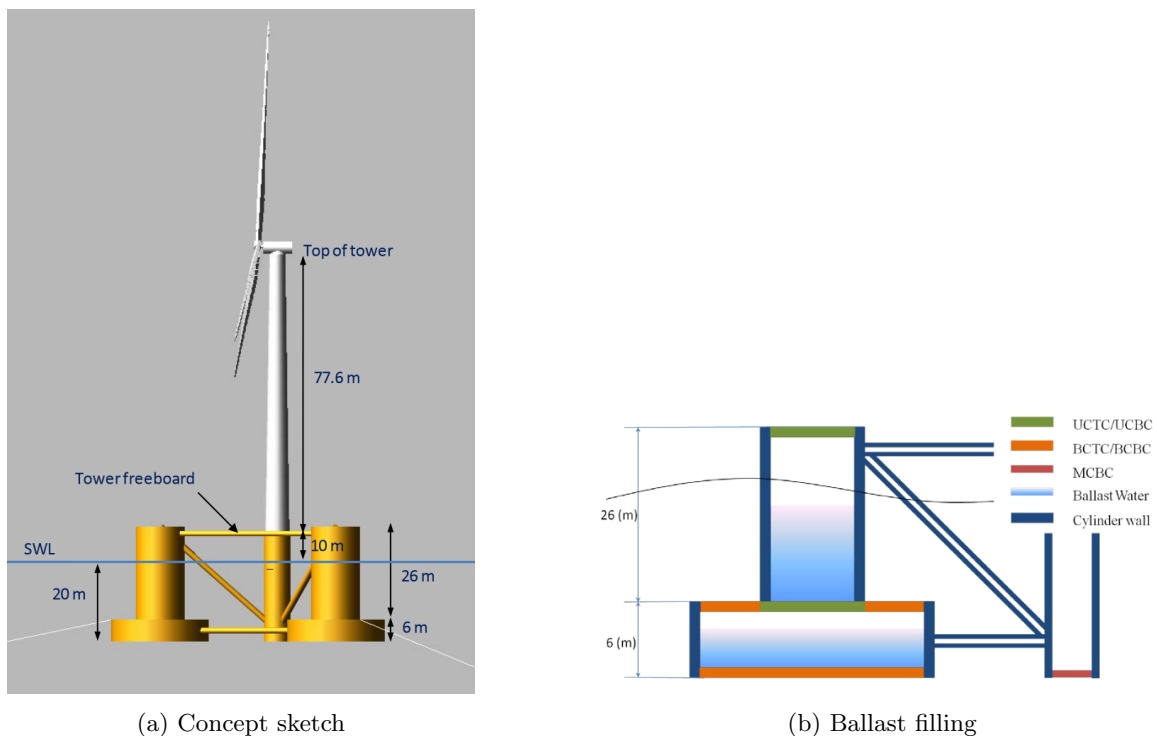 Top of tower
77.6 m
Tower freeboard
SWL
10 m
26 m
20 m
6 m
UCTC/UCBC
BCTC/BCBC
MCBC
Ballast Water
Cylinder wall
26 (m)
6 (m)
(a) Concept sketch
(b) Ballast filling